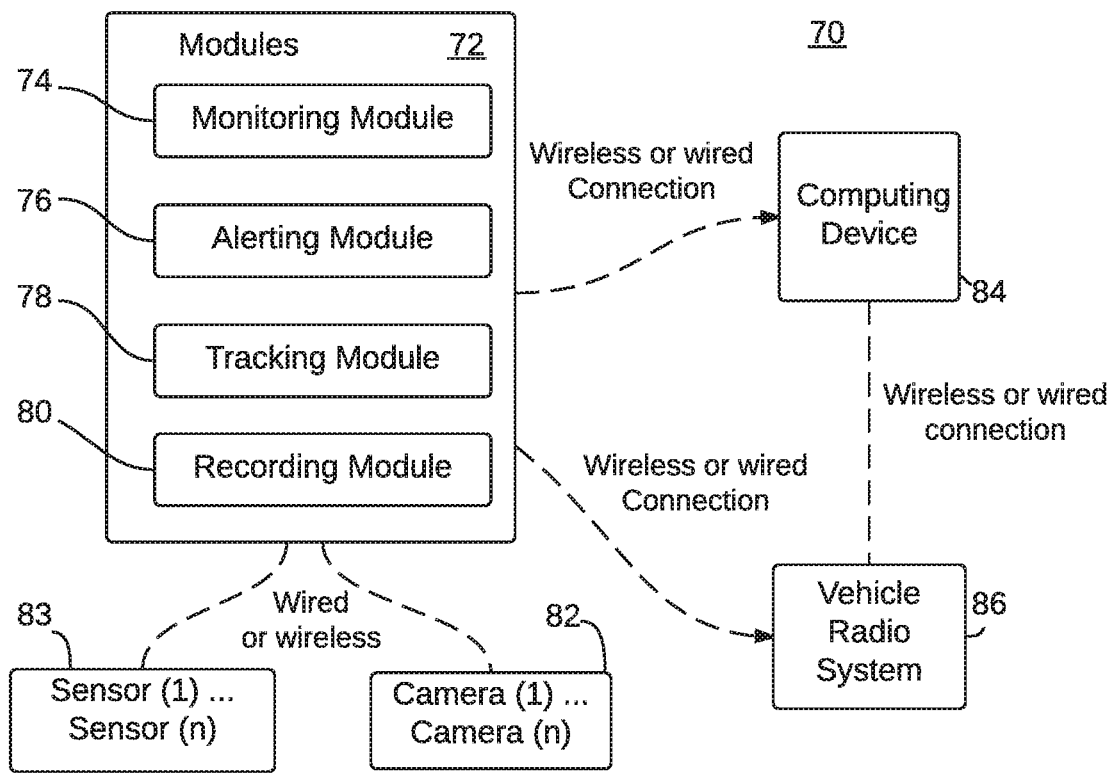 Modules 72
70
74
Monitoring Module
76
Alerting Module
78
Tracking Module
80
Recording Module
Wireless or wired
Connection
Computing
Device
84
Wireless or wired
connection
Wireless or wired
Connection
Vehicle
Radio
System
86
Wired
or wireless
83
Sensor (1) ...
Sensor (n)
82
Camera (1) ...
Camera (n)